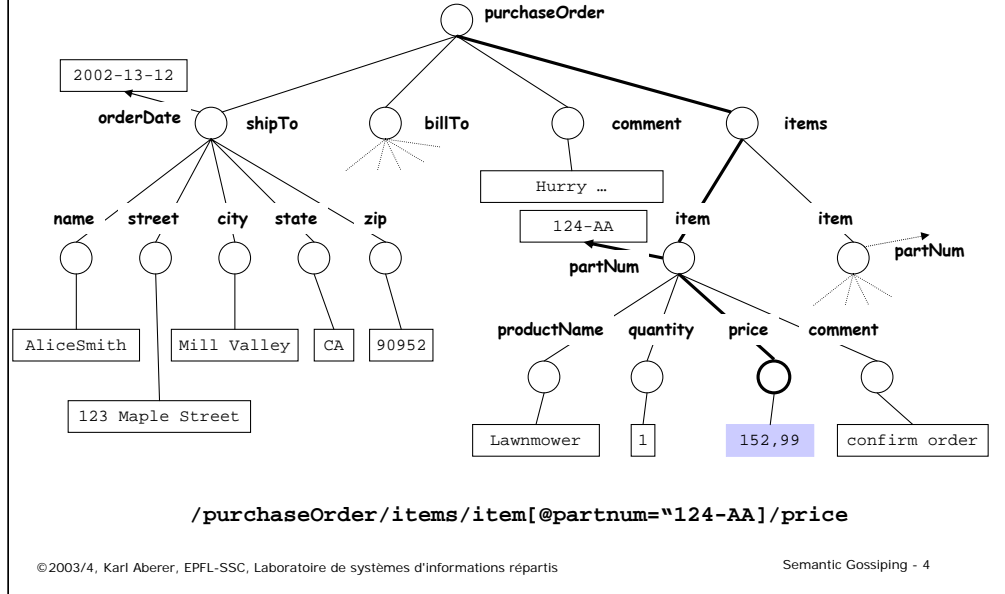 purchaseOrder
2002-13-12
orderDate
shipTo
billTo
comment
items
Hurry …
name
street
city
state
zip
124-AA
item
item
partNum
partNum
productName
quantity
price
comment
AliceSmith
Mill Valley
CA
90952
123 Maple Street
Lawnmower
1
152,99
confirm order
/purchaseOrder/items/item[@partnum=“124-AA]/price
©2003/4, Karl Aberer, EPFL-SSC, Laboratoire de systèmes d'informations répartis
Semantic Gossiping - 4